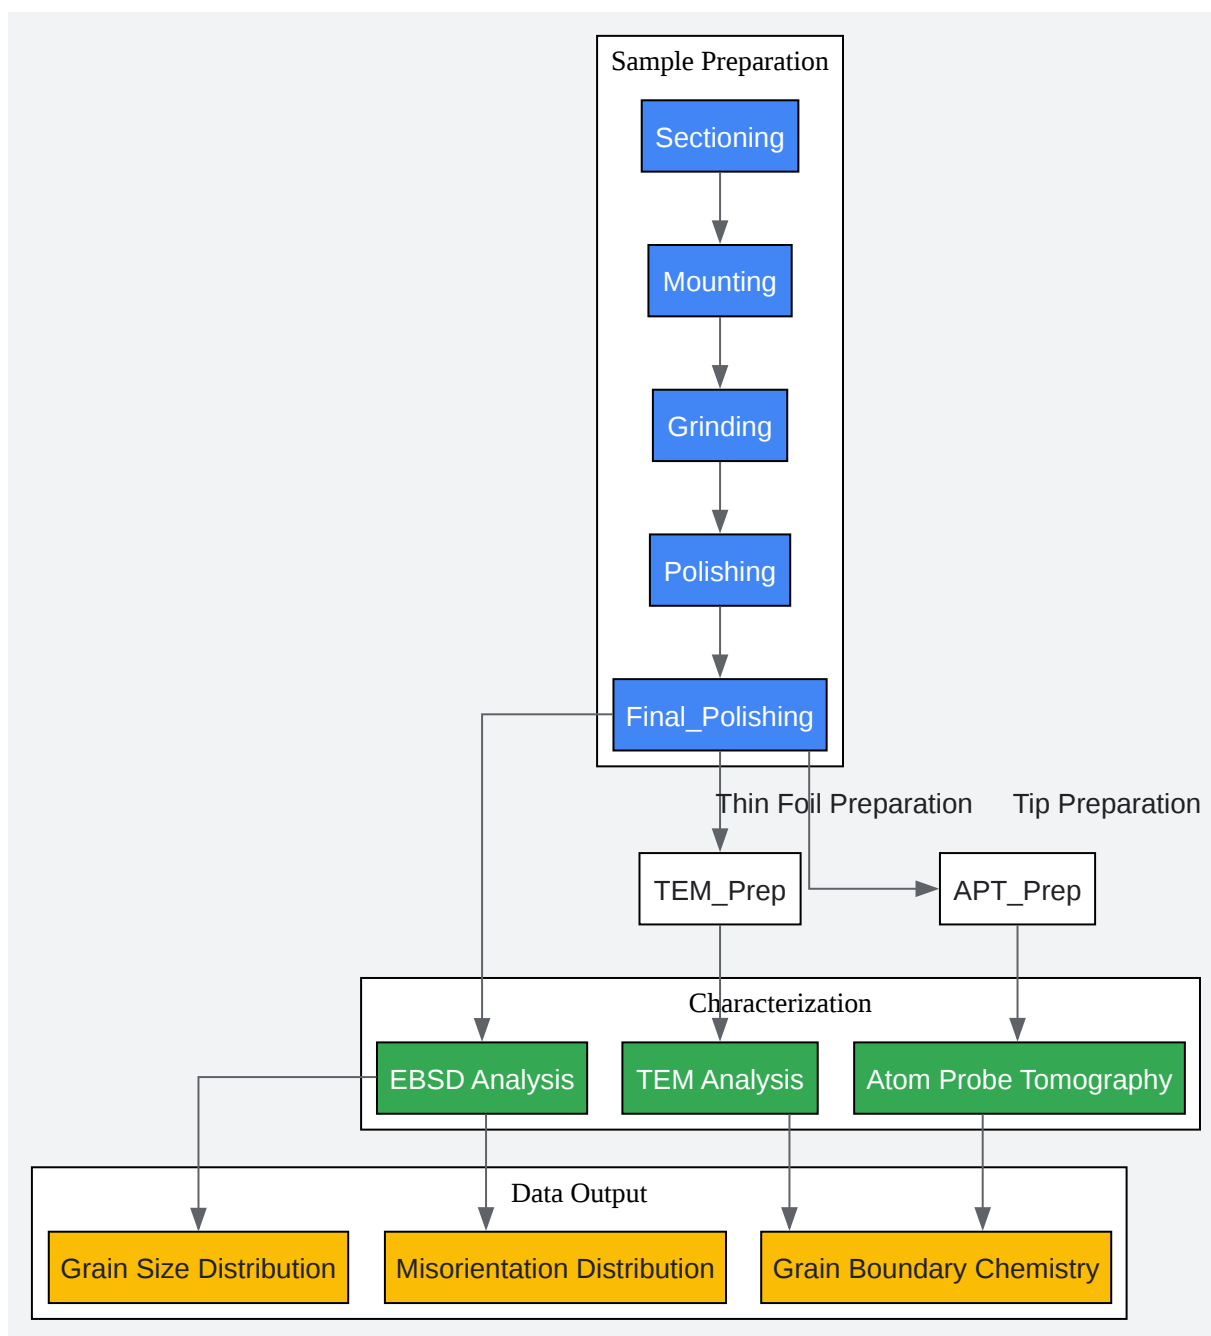 Sample Preparation
Sectioning
Mounting
Grinding
Polishing
Final_Polishing
Thin Foil Preparation
Tip Preparation
TEM_Prep
APT_Prep
Characterization
EBSD Analysis
TEM Analysis
Atom Probe Tomography
Data Output
Grain Size Distribution
Misorientation Distribution
Grain Boundary Chemistry